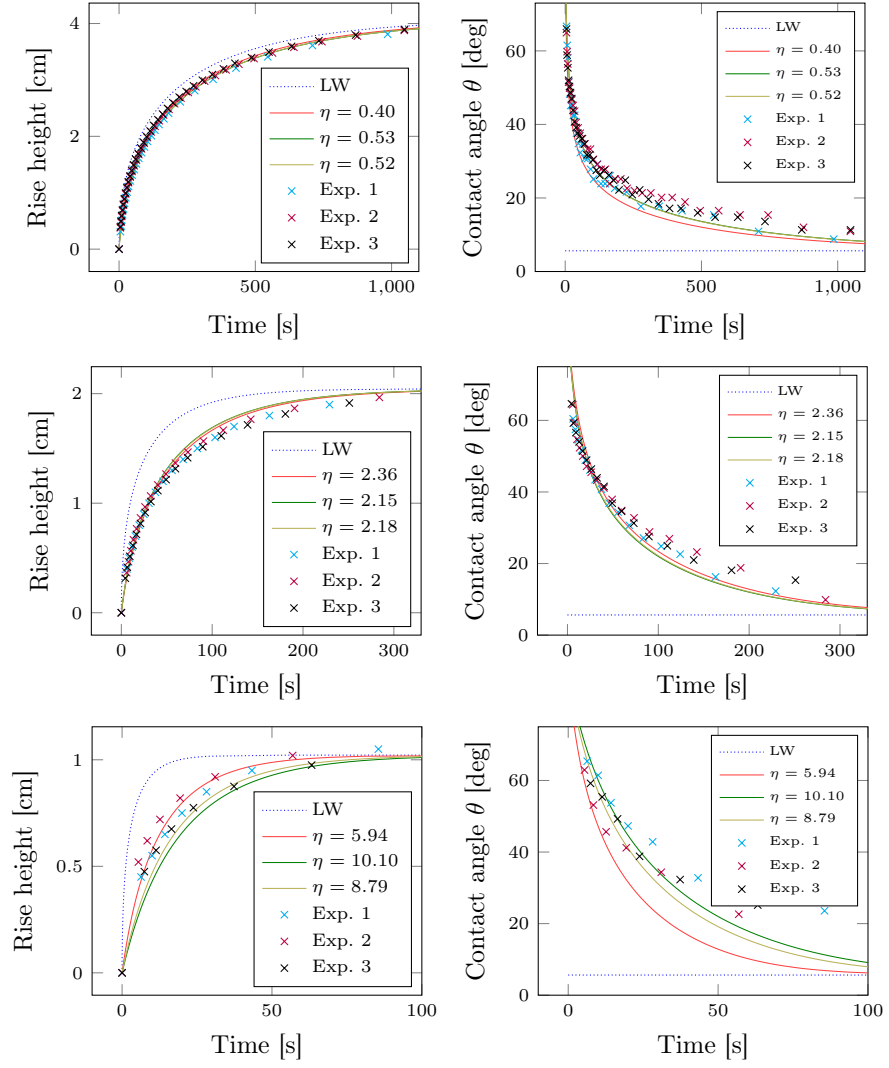 Rise height [cm]
4
2
0
LW
η = 0.40
η = 0.53
η = 0.52
Exp. 1
Exp. 2
Exp. 3
0
500
1,000
Time [s]
Contact angle θ [deg]
60
40
20
0
LW
η = 0.40
η = 0.53
η = 0.52
Exp. 1
Exp. 2
Exp. 3
0
500
1,000
Time [s]
Rise height [cm]
2
1
0
LW
η = 2.36
η = 2.15
η = 2.18
Exp. 1
Exp. 2
Exp. 3
0
100
200
300
Time [s]
Contact angle θ [deg]
60
40
20
0
LW
η = 2.36
η = 2.15
η = 2.18
Exp. 1
Exp. 2
Exp. 3
0
100
200
300
Time [s]
Rise height [cm]
1
0.5
0
LW
η = 5.94
η = 10.10
η = 8.79
Exp. 1
Exp. 2
Exp. 3
0
50
100
Time [s]
Contact angle θ [deg]
60
40
20
0
LW
η = 5.94
η = 10.10
η = 8.79
Exp. 1
Exp. 2
Exp. 3
0
50
100
Time [s]